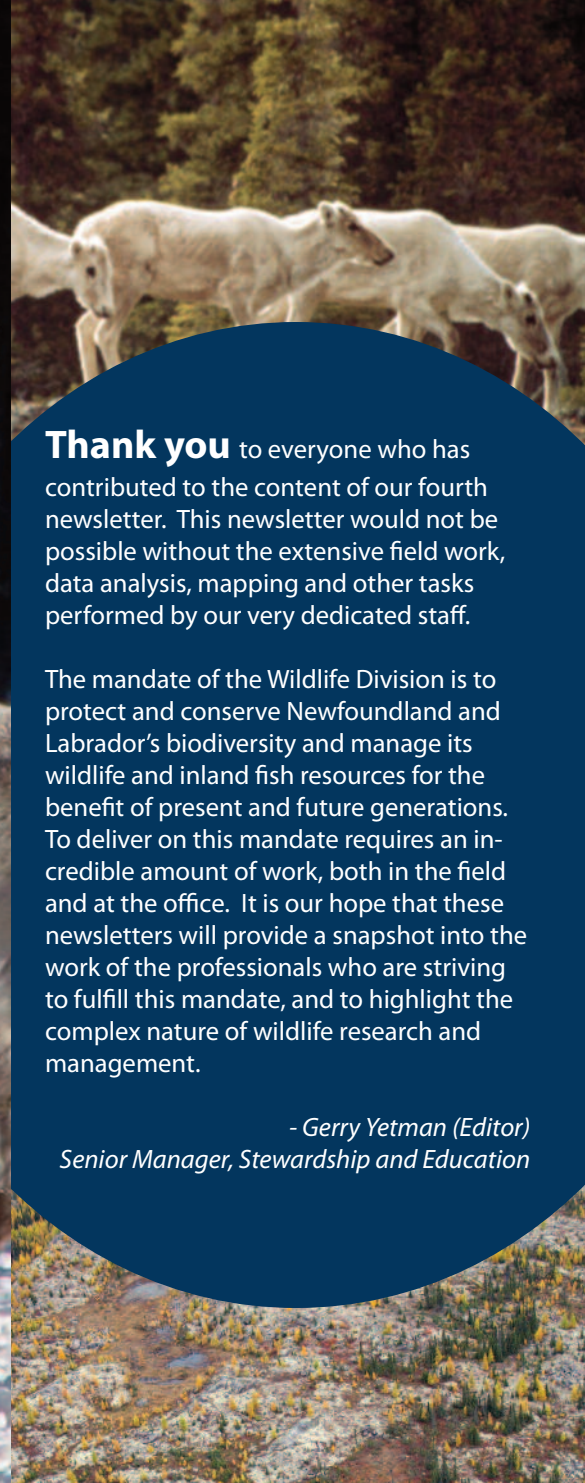 Thank you to everyone who has
contributed to the content of our fourth
newsletter.  This newsletter would not be
possible without the extensive field work,
data analysis, mapping and other tasks
performed by our very dedicated staff.
The mandate of the Wildlife Division is to
protect and conserve Newfoundland and
Labrador’s biodiversity and manage its
wildlife and inland fish resources for the
benefit of present and future generations.
To deliver on this mandate requires an in-
credible amount of work, both in the field
and at the office.  It is our hope that these
newsletters will provide a snapshot into the
work of the professionals who are striving
to fulfill this mandate, and to highlight the
complex nature of wildlife research and
management.
- Gerry Yetman (Editor)
Senior Manager, Stewardship and Education